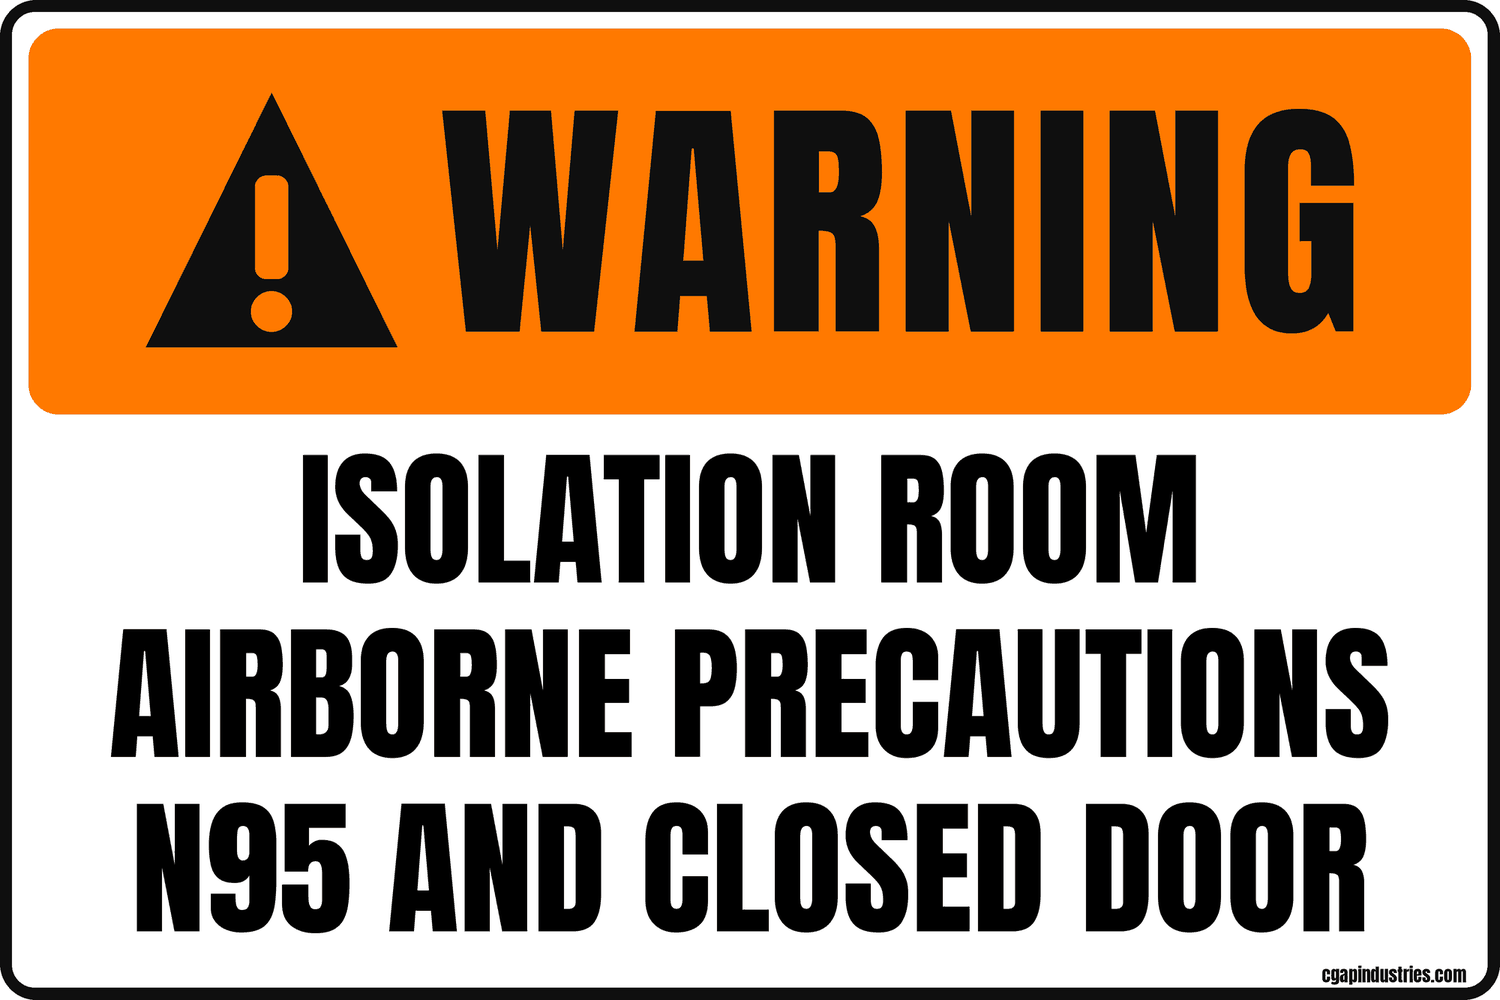 WARNING
ISOLATION ROOM
AIRBORNE PRECAUTIONS
N95 AND CLOSED DOOR
cgapindustries.com